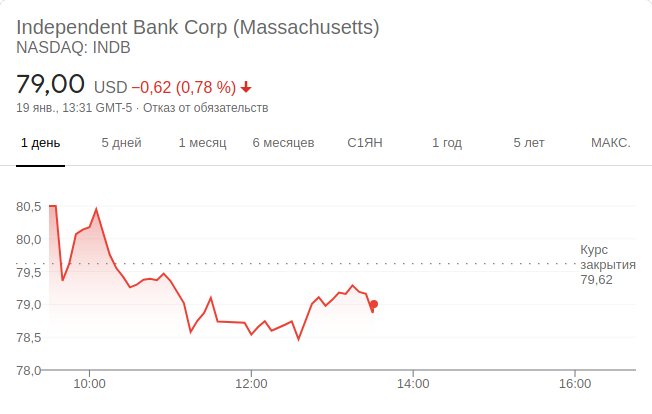 Independent Bank Corp (Massachusetts)
NASDAQ: INDB
79,00 USD −0,62 (0,78 %)
19 янв., 13:31 GMT-5 · Отказ от обязательств
1 день 5 дней 1 месяц 6 месяцев С1ЯН 1 год 5 лет МАКС.
80,5
80,0
79,5
79,0
78,5
78,0
Курс
закрытия
79,62
10:00 12:00 14:00 16:00